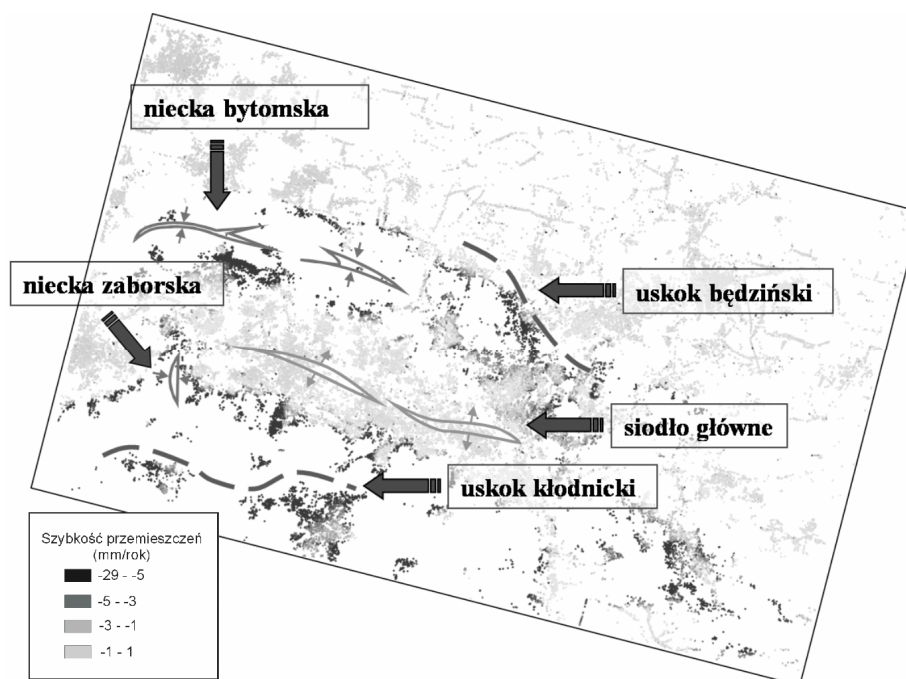 niecka bytomska
niecka zaborska
uskok będziński
siodło główne
uskok kłodnicki
Szybkość przemieszczeń
(mm/rok)
-29 - -5
-5 - -3
-3 - -1
-1 - 1